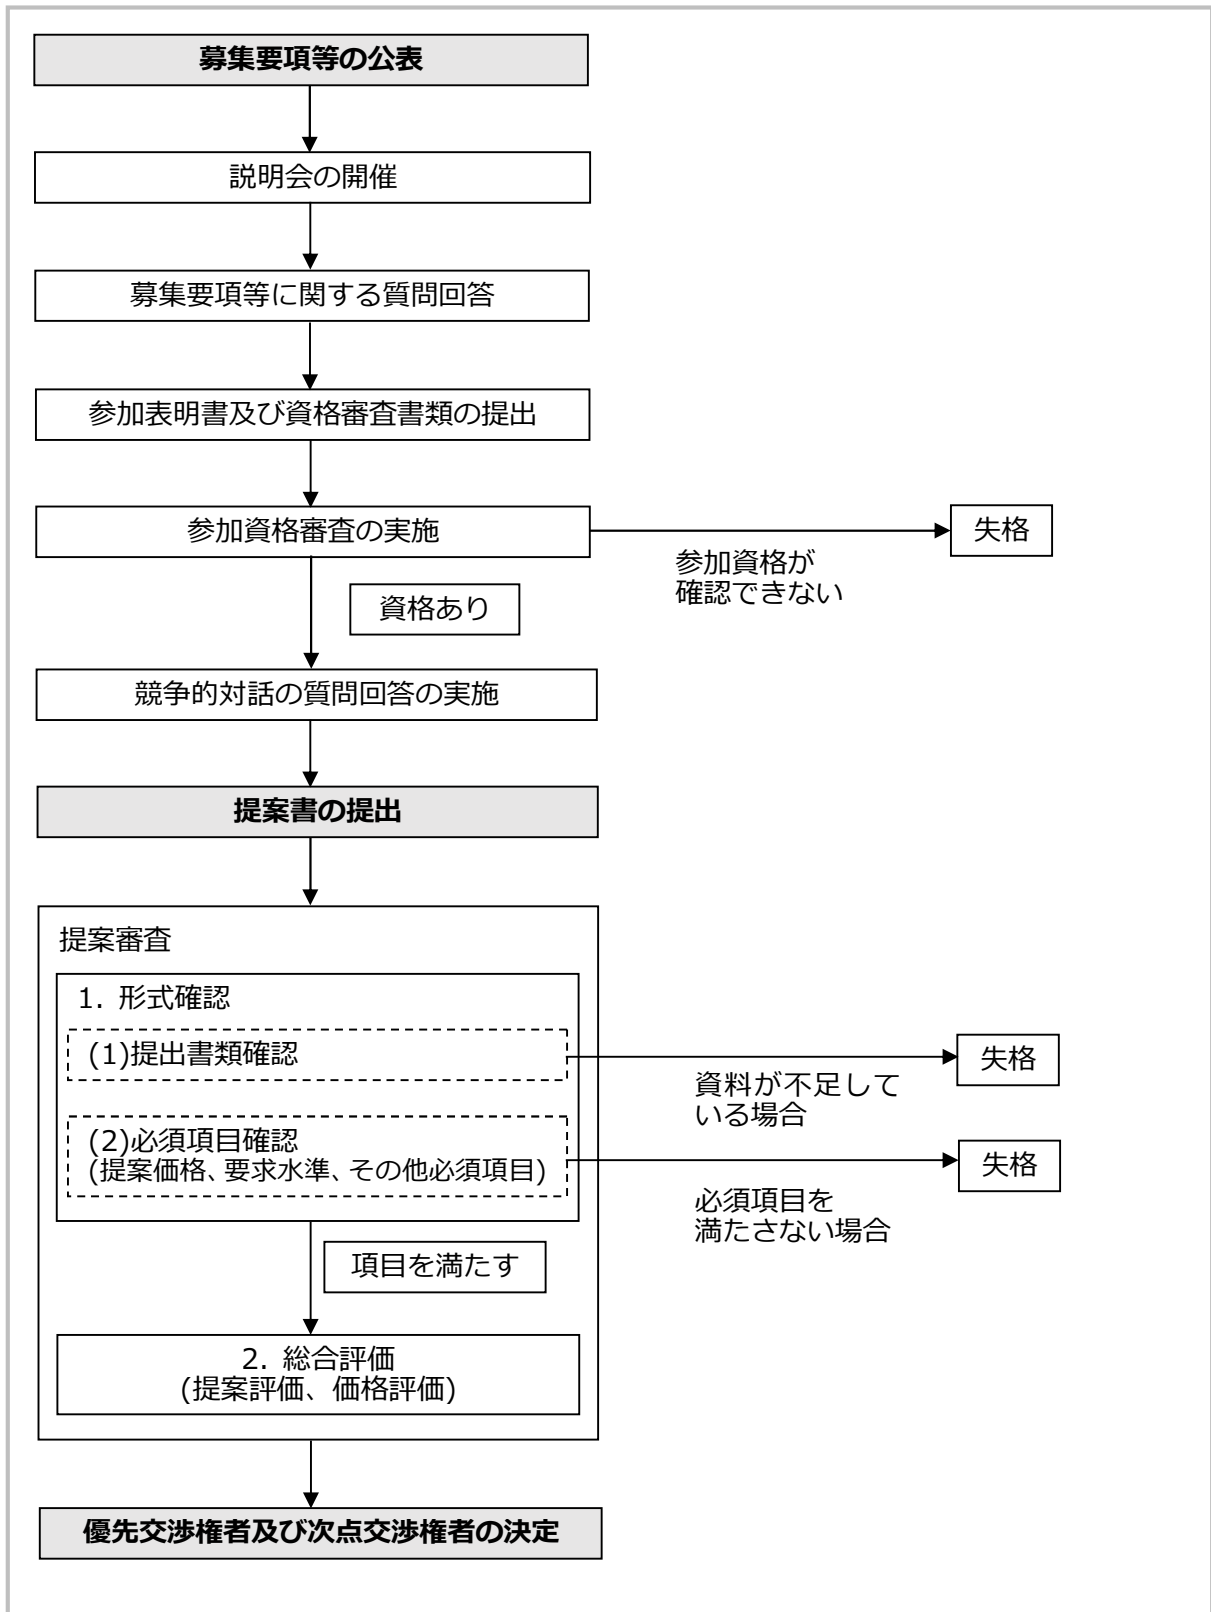 募集要項等の公表
説明会の開催
募集要項等に関する質問回答
参加表明書及び資格審査書類の提出
参加資格審査の実施
失格
参加資格が
確認できない
資格あり
競争的対話の質問回答の実施
提案書の提出
提案審査
1. 形式確認
(1)提出書類確認
失格
資料が不足して
いる場合
(2)必須項目確認
(提案価格、要求水準、その他必須項目)
失格
必須項目を
満たさない場合
項目を満たす
2. 総合評価
(提案評価、価格評価)
優先交渉権者及び次点交渉権者の決定